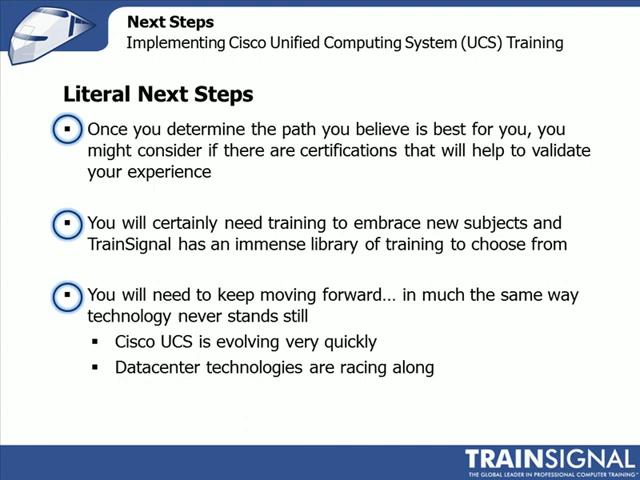 Next Steps
Implementing Cisco Unified Computing System (UCS) Training
Literal Next Steps
▪ Once you determine the path you believe is best for you, you
might consider if there are certifications that will help to validate
your experience
▪ You will certainly need training to embrace new subjects and
TrainSignal has an immense library of training to choose from
▪ You will need to keep moving forward… in much the same way
technology never stands still
▪ Cisco UCS is evolving very quickly
▪ Datacenter technologies are racing along
TRAINSIGNAL
THE GLOBAL LEADER IN PROFESSIONAL COMPUTER TRAINING